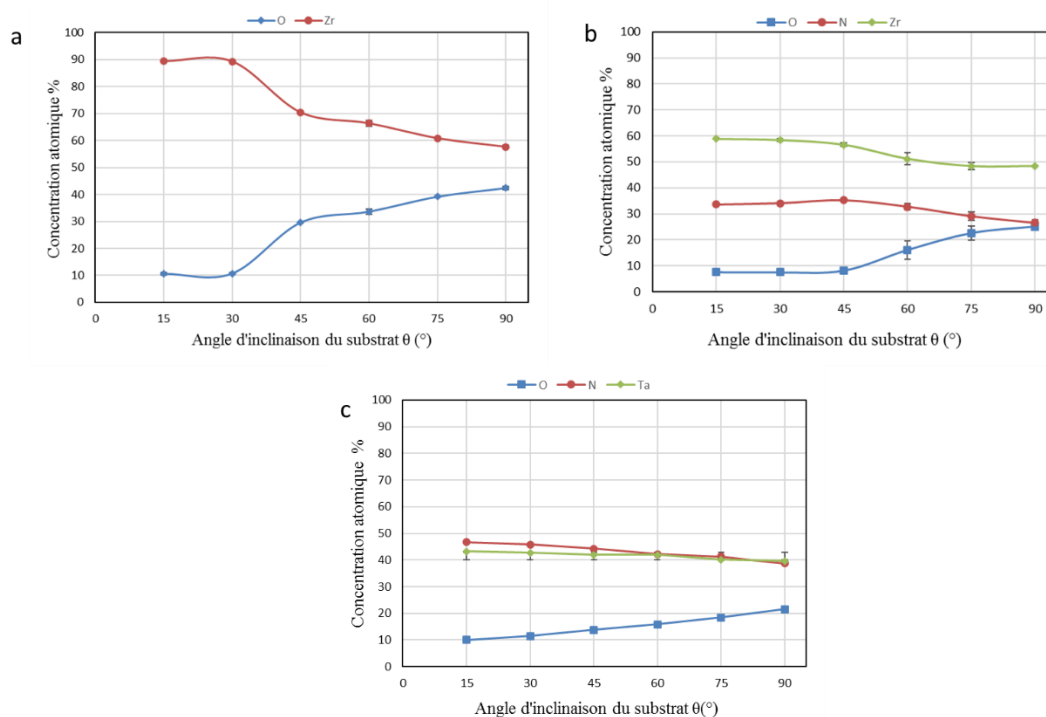 a
O Zr
Concentration atomique %
100
90
80
70
60
50
40
30
20
10
0
0 15 30 45 60 75 90
Angle d'inclinaison du substrat θ (°)
b
O N Zr
Concentration atomique %
100
90
80
70
60
50
40
30
20
10
0
0 15 30 45 60 75 90
Angle d'inclinaison du substrat θ (°)
c
O N Ta
Concentration atomique %
100
90
80
70
60
50
40
30
20
10
0
0 15 30 45 60 75 90
Angle d'inclinaison du substrat θ(°)